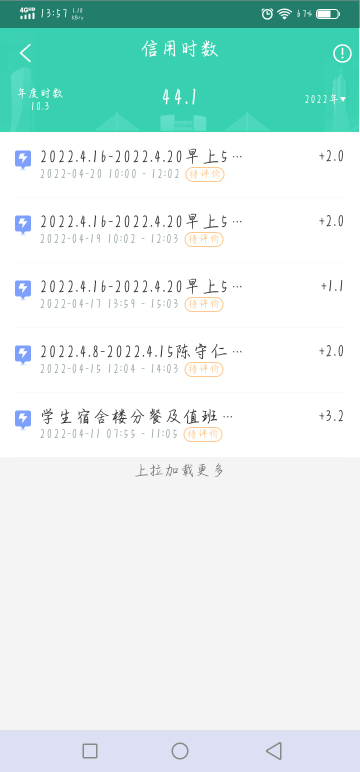 4G HD 13:57 1.10 KB/s 67%
信用时数
年度时数 44.1 2022年▼
10.3
2022.4.16-2022.4.20早上5… +2.0
2022-04-20 10:00 - 12:02 待评价
2022.4.16-2022.4.20早上5… +2.0
2022-04-19 10:02 - 12:03 待评价
2022.4.16-2022.4.20早上5… +1.1
2022-04-17 13:59 - 15:03 待评价
2022.4.8-2022.4.15陈守仁… +2.0
2022-04-15 12:04 - 14:03 待评价
学生宿舍楼分餐及值班… +3.2
2022-04-11 07:55 - 11:05 待评价
上拉加载更多